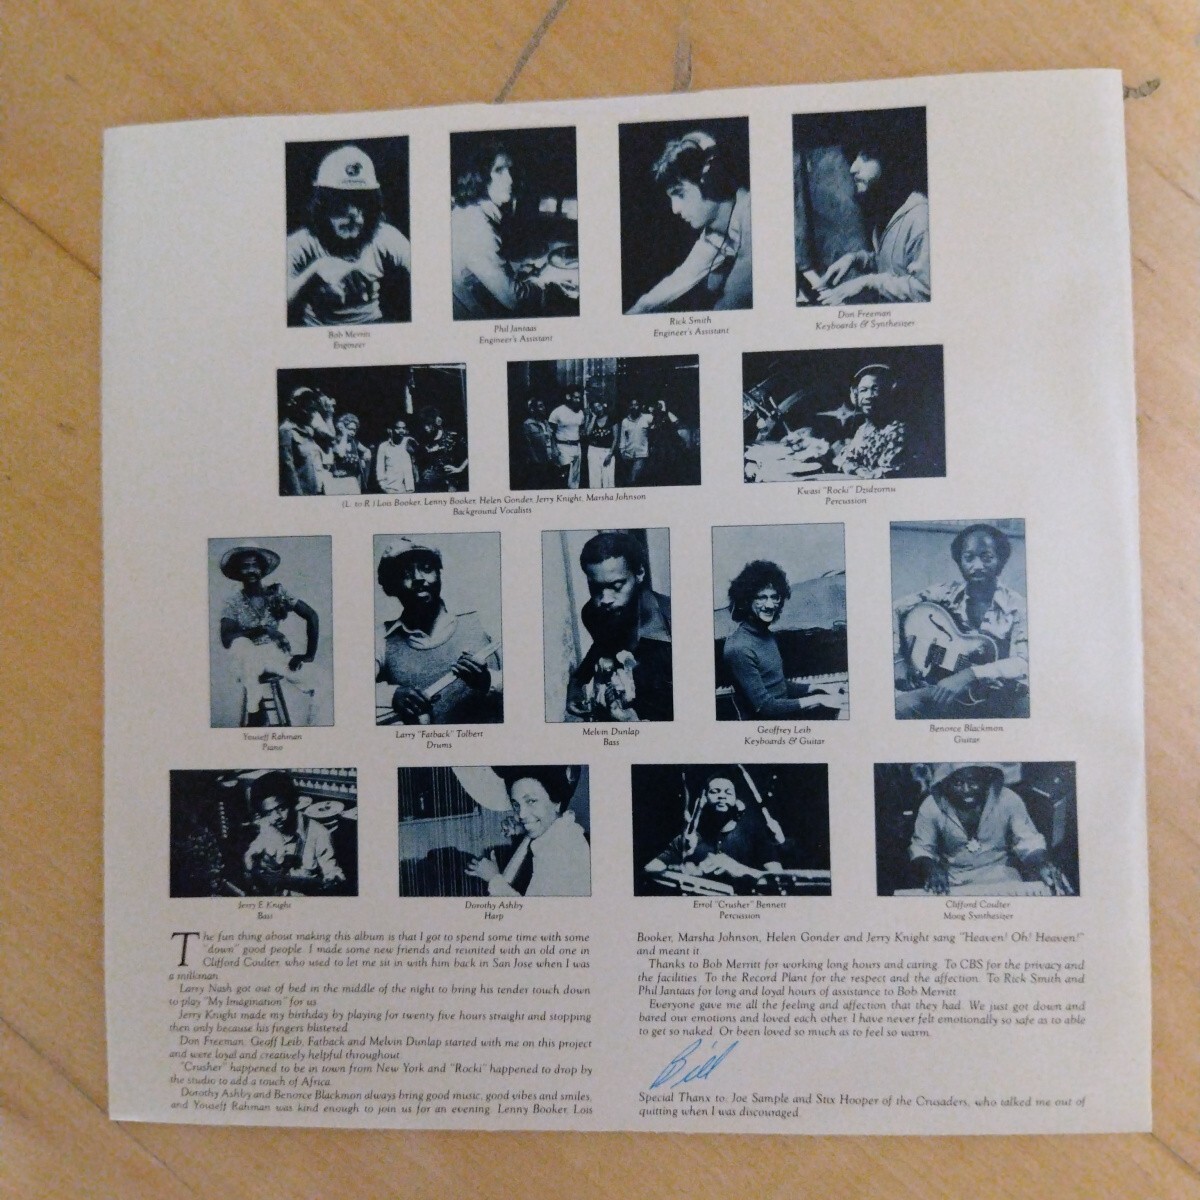 Bob Merritt
Engineer
Phil Jantaas
Engineer's Assistant
Rick Smith
Engineer's Assistant
Don Freeman
Keyboards & Synthesizer
(L. to R.) Lois Booker, Lenny Booker, Helen Gonder, Jerry Knight, Marsha Johnson
Background Vocalists
Kwasi "Rocki" Dzidzornu
Percussion
Youseff Rahman
Piano
Larry "Fatback" Tolbert
Drums
Melvin Dunlap
Bass
Geoffrey Leib
Keyboards & Guitar
Benorce Blackmon
Guitar
Jerry E. Knight
Bass
Dorothy Ashby
Harp
Errol "Crusher" Bennett
Percussion
Clifford Coulter
Moog Synthesizer
The fun thing about making this album is that I got to spend some time with some
"down" good people. I made some new friends and reunited with an old one in
Clifford Coulter, who used to let me sit in with him back in San Jose when I was
a milkman.
Larry Nash got out of bed in the middle of the night to bring his tender touch down
to play "My Imagination" for us.
Jerry Knight made my birthday by playing for twenty five hours straight and stopping
then only because his fingers blistered.
Don Freeman, Geoff Leib, Fatback and Melvin Dunlap started with me on this project
and were loyal and creatively helpful throughout.
"Crusher" happened to be in town from New York and "Rocki" happened to drop by
the studio to add a touch of Africa.
Dorothy Ashby and Benorce Blackmon always bring good music, good vibes and smiles,
and Youseff Rahman was kind enough to join us for an evening. Lenny Booker, Lois
Booker, Marsha Johnson, Helen Gonder and Jerry Knight sang "Heaven! Oh! Heaven!"
and meant it.
Thanks to Bob Merritt for working long hours and caring. To CBS for the privacy and
the facilities. To the Record Plant for the respect and the affection. To Rick Smith and
Phil Jantaas for long and loyal hours of assistance to Bob Merritt.
Everyone gave me all the feeling and affection that they had. We just got down and
bared our emotions and loved each other. I have never felt emotionally so safe as to able
to get so naked. Or been loved so much as to feel so warm.
Bill
Special Thanx to: Joe Sample and Stix Hooper of the Crusaders, who talked me out of
quitting when I was discouraged.